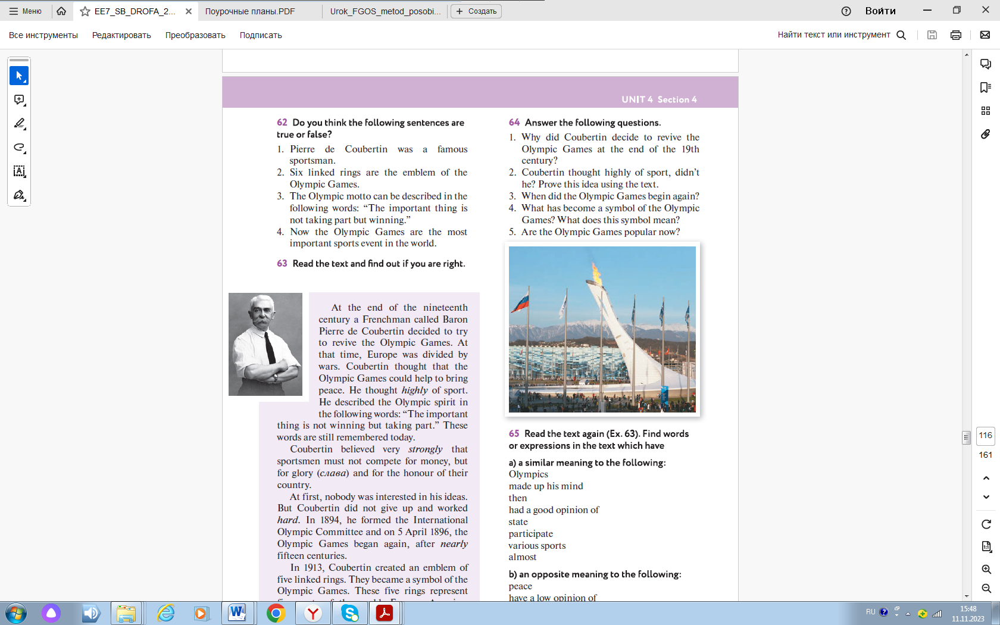 Меню
EE7_SB_DROFA_2...
Поурочные планы.PDF
Urok_FGOS_metod_posobi...
Создать
Войти
Все инструменты
Редактировать
Преобразовать
Подписать
Найти текст или инструмент
UNIT 4 Section 4
62 Do you think the following sentences are
true or false?
1. Pierre de Coubertin was a famous
sportsman.
2. Six linked rings are the emblem of the
Olympic Games.
3. The Olympic motto can be described in the
following words: “The important thing is
not taking part but winning.”
4. Now the Olympic Games are the most
important sports event in the world.
63 Read the text and find out if you are right.
At the end of the nineteenth
century a Frenchman called Baron
Pierre de Coubertin decided to try
to revive the Olympic Games. At
that time, Europe was divided by
wars. Coubertin thought that the
Olympic Games could help to bring
peace. He thought highly of sport.
He described the Olympic spirit in
the following words: “The important
thing is not winning but taking part.” These
words are still remembered today.
Coubertin believed very strongly that
sportsmen must not compete for money, but
for glory (слава) and for the honour of their
country.
At first, nobody was interested in his ideas.
But Coubertin did not give up and worked
hard. In 1894, he formed the International
Olympic Committee and on 5 April 1896, the
Olympic Games began again, after nearly
fifteen centuries.
In 1913, Coubertin created an emblem of
five linked rings. They became a symbol of the
Olympic Games. These five rings represent
64 Answer the following questions.
1. Why did Coubertin decide to revive the
Olympic Games at the end of the 19th
century?
2. Coubertin thought highly of sport, didn’t
he? Prove this idea using the text.
3. When did the Olympic Games begin again?
4. What has become a symbol of the Olympic
Games? What does this symbol mean?
5. Are the Olympic Games popular now?
65 Read the text again (Ex. 63). Find words
or expressions in the text which have
a) a similar meaning to the following:
Olympics
made up his mind
then
had a good opinion of
state
participate
various sports
almost
b) an opposite meaning to the following:
peace
have a low opinion of
116
161
1:1
RU
15:48
11.11.2023